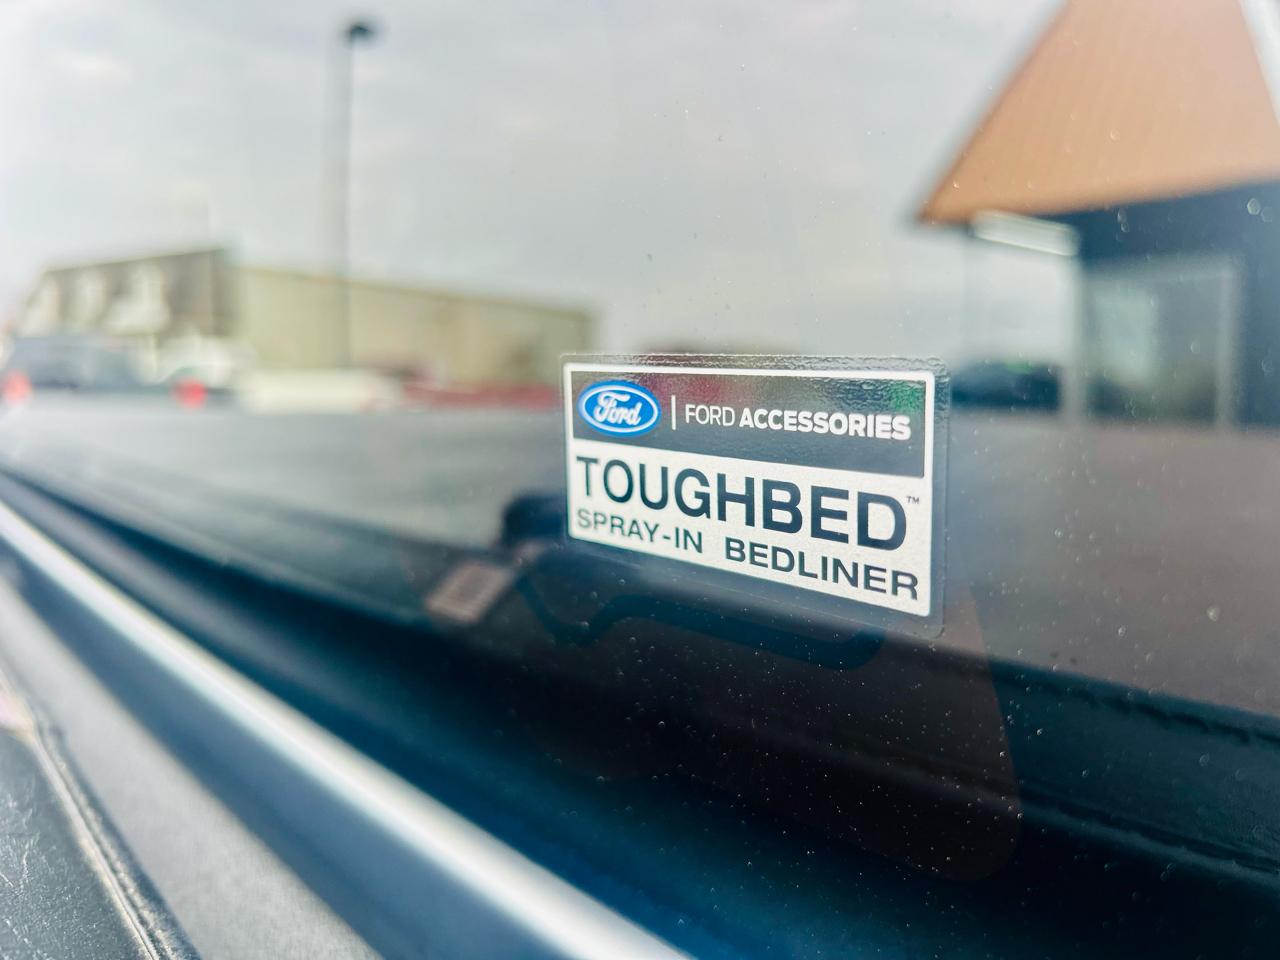 Ford | FORD ACCESSORIES
TOUGHBED™
SPRAY-IN BEDLINER